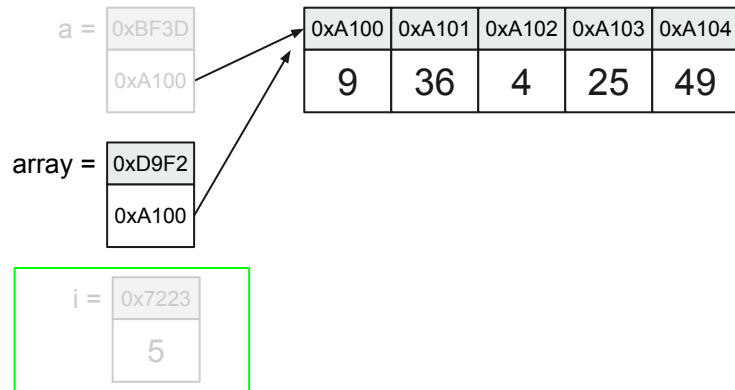 a = 0xBF3D
0xA100
0xA100 0xA101 0xA102 0xA103 0xA104
9 36 4 25 49
array = 0xD9F2
0xA100
i = 0x7223
5